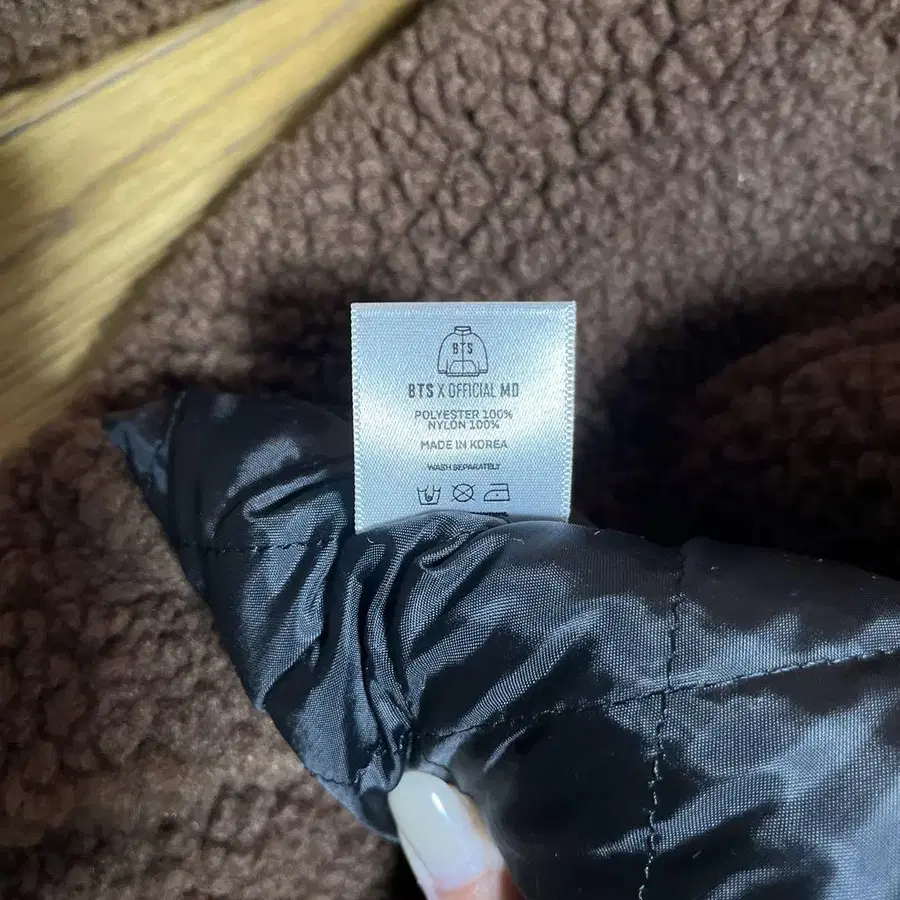 BTS
BTS X OFFICIAL MD
POLYESTER 100%
NYLON 100%
MADE IN KOREA
WASH SEPARATELY